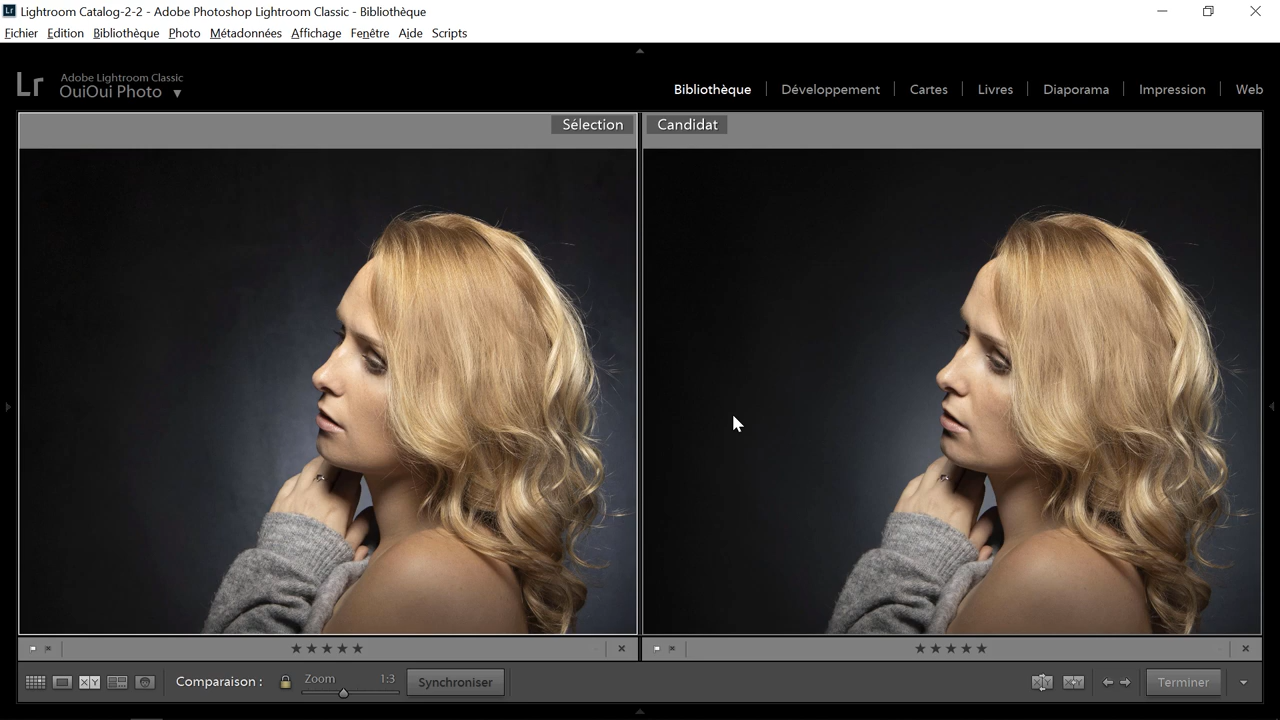 Lr Lightroom Catalog-2-2 - Adobe Photoshop Lightroom Classic - Bibliothèque
Fichier Edition Bibliothèque Photo Métadonnées Affichage Fenêtre Aide Scripts
Lr Adobe Lightroom Classic
OuiOui Photo
Bibliothèque | Développement | Cartes | Livres | Diaporama | Impression | Web
Sélection
Candidat
XY
Comparaison :
Zoom 1:3
Synchroniser
Terminer